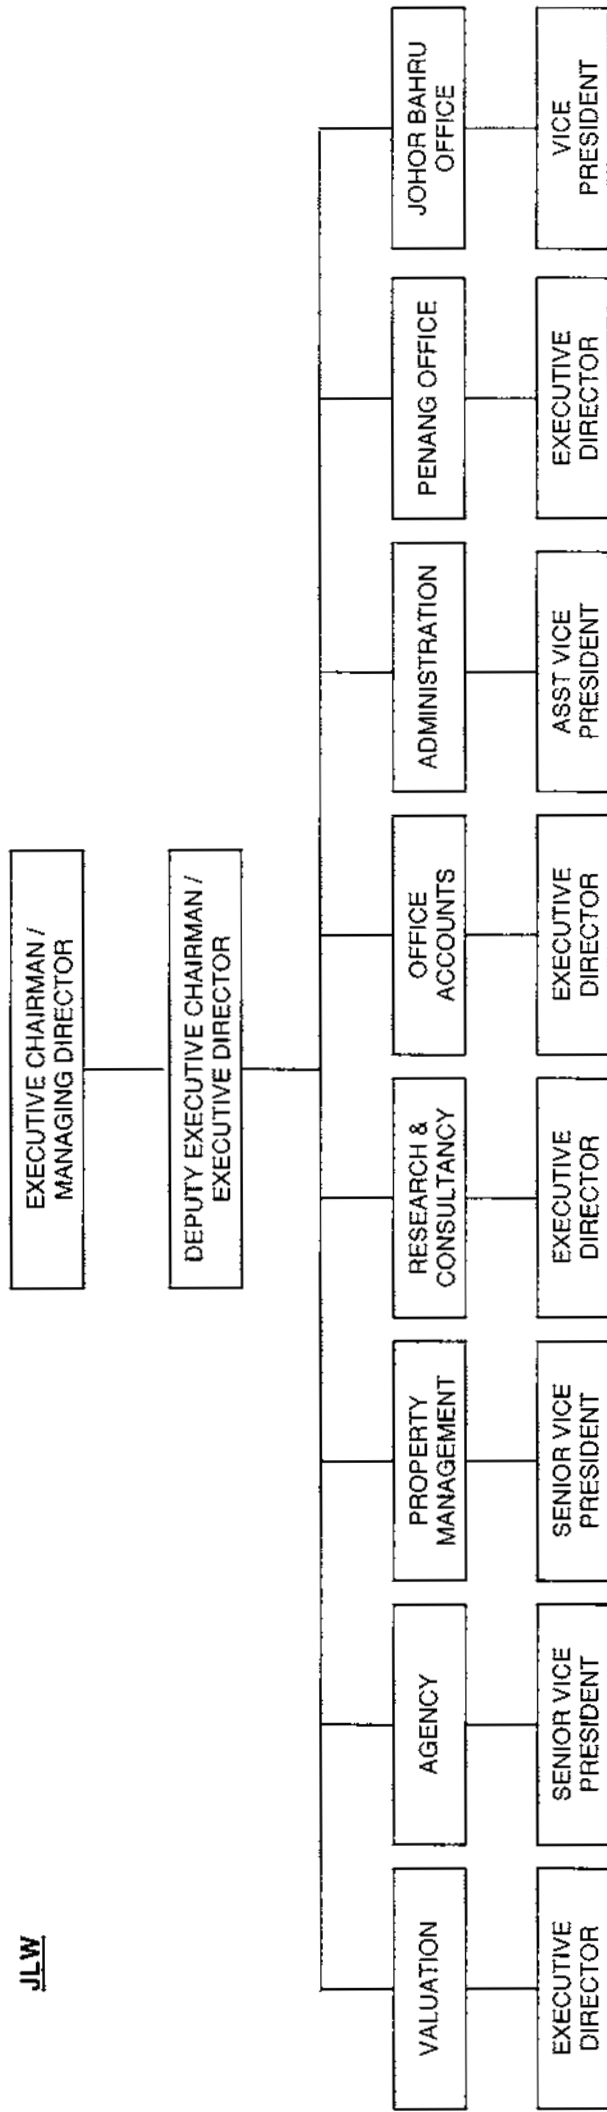 JLW
EXECUTIVE CHAIRMAN /
MANAGING DIRECTOR
DEPUTY EXECUTIVE CHAIRMAN /
EXECUTIVE DIRECTOR
VALUATION
AGENCY
PROPERTY
MANAGEMENT
RESEARCH &
CONSULTANCY
OFFICE
ACCOUNTS
ADMINISTRATION
PENANG OFFICE
JOHOR BAHRU
OFFICE
EXECUTIVE
DIRECTOR
SENIOR VICE
PRESIDENT
SENIOR VICE
PRESIDENT
EXECUTIVE
DIRECTOR
EXECUTIVE
DIRECTOR
ASST VICE
PRESIDENT
EXECUTIVE
DIRECTOR
VICE
PRESIDENT